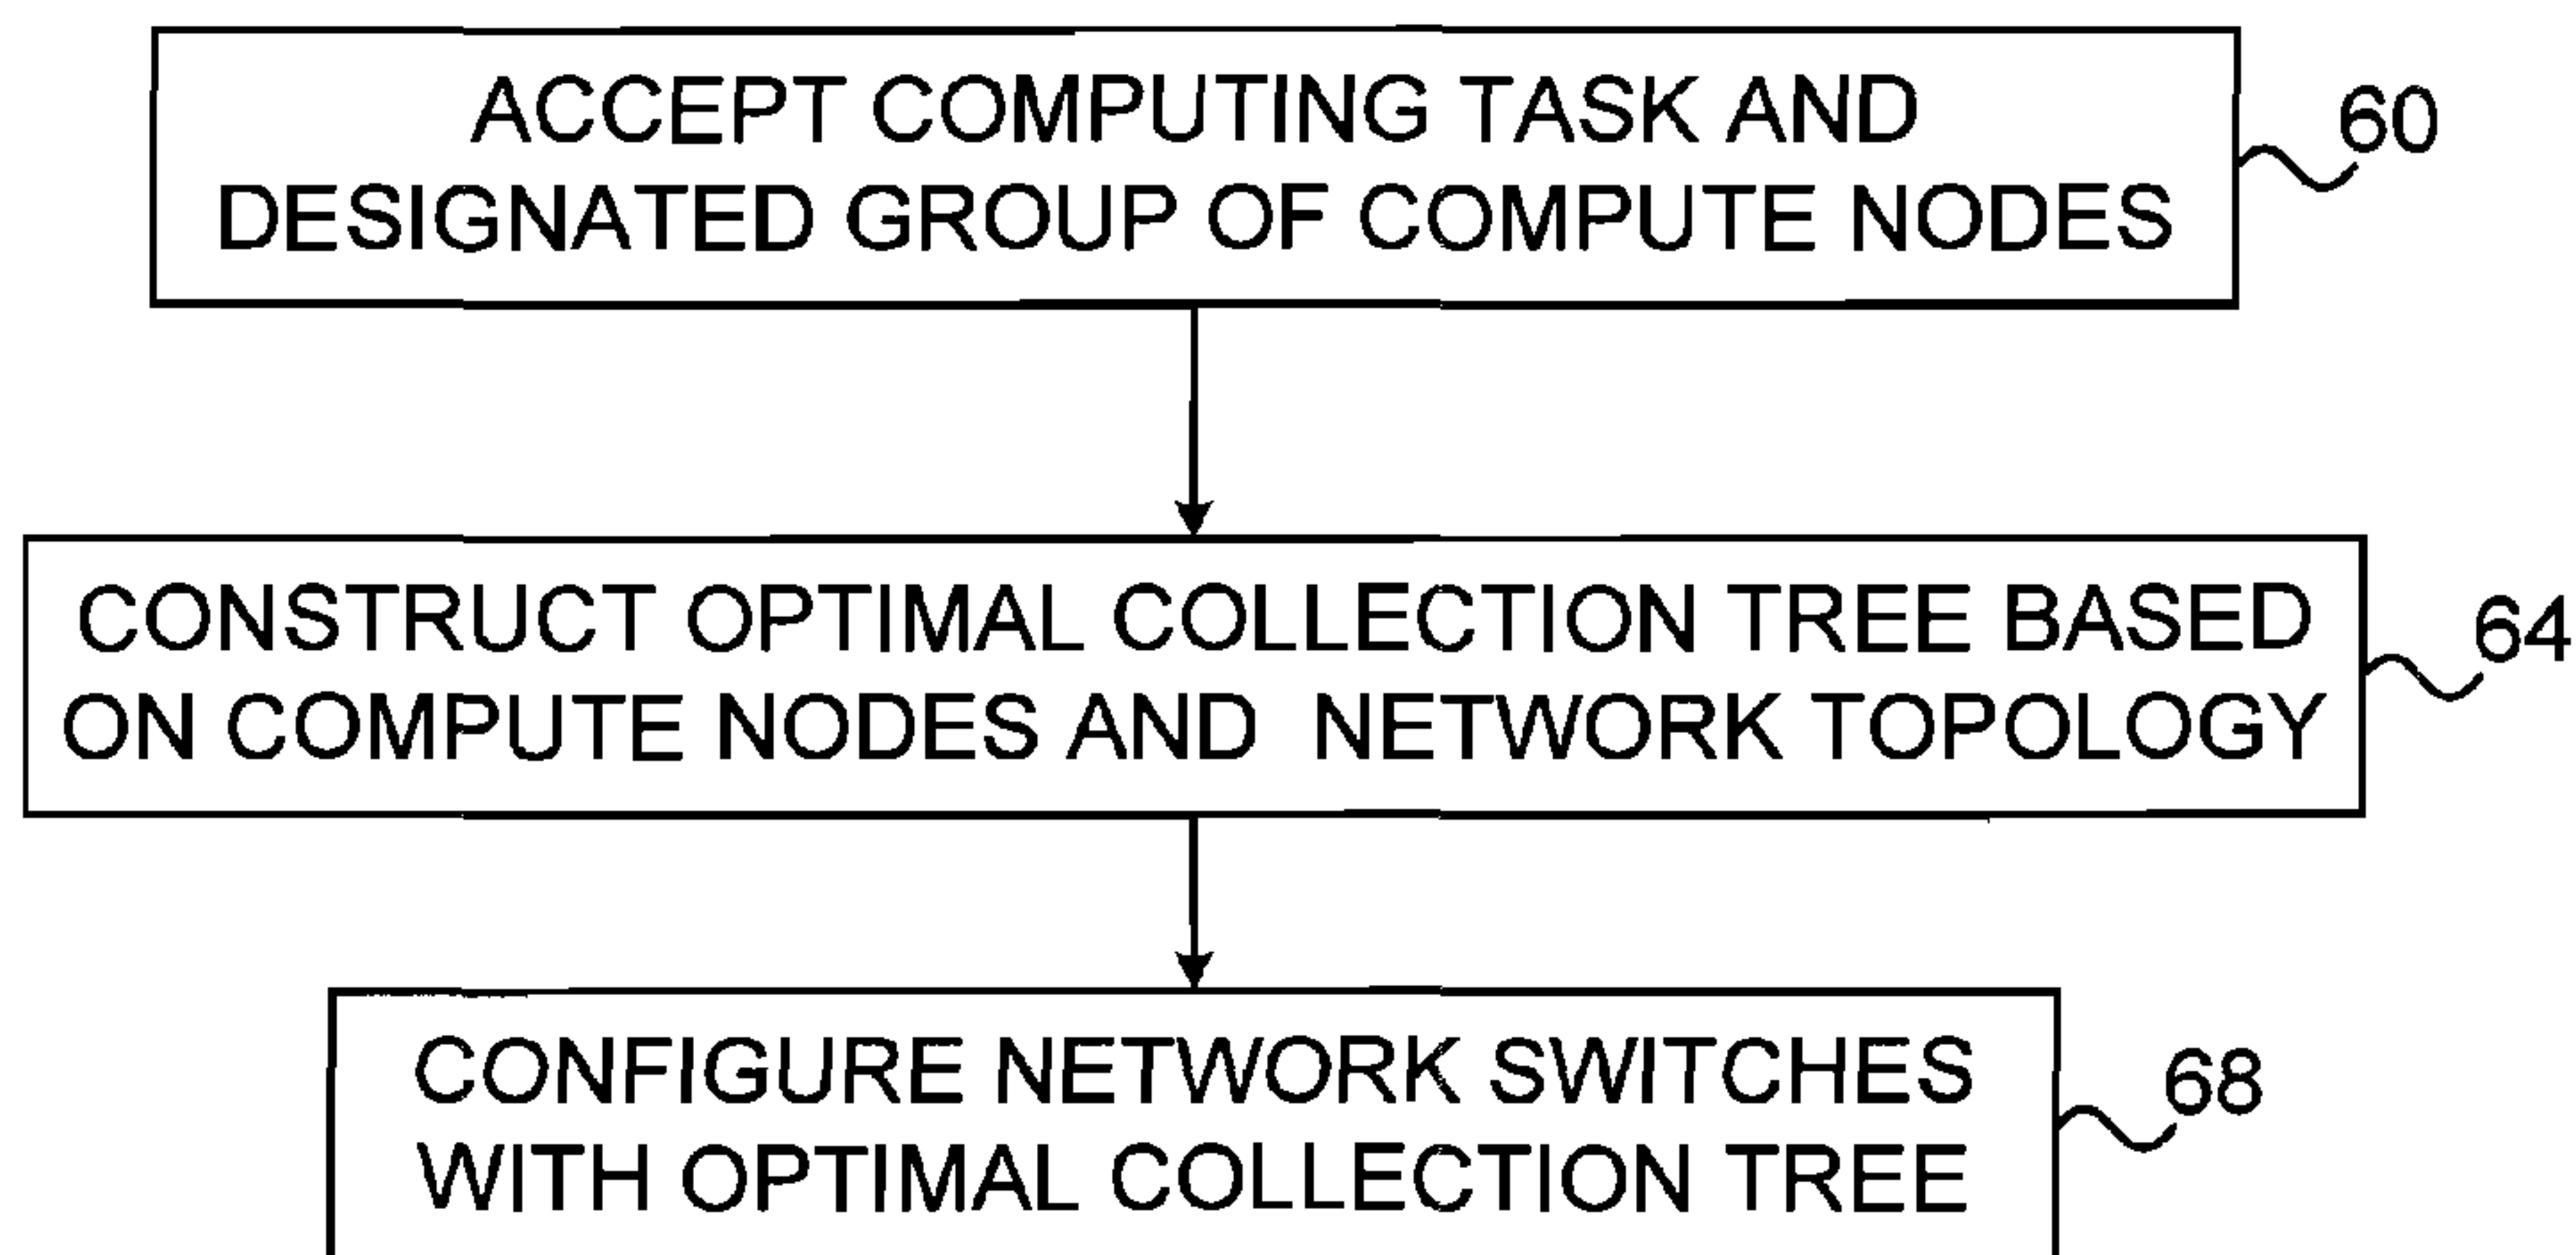 ACCEPT COMPUTING TASK AND
DESIGNATED GROUP OF COMPUTE NODES
60
CONSTRUCT OPTIMAL COLLECTION TREE BASED
ON COMPUTE NODES AND NETWORK TOPOLOGY
64
CONFIGURE NETWORK SWITCHES
WITH OPTIMAL COLLECTION TREE
68